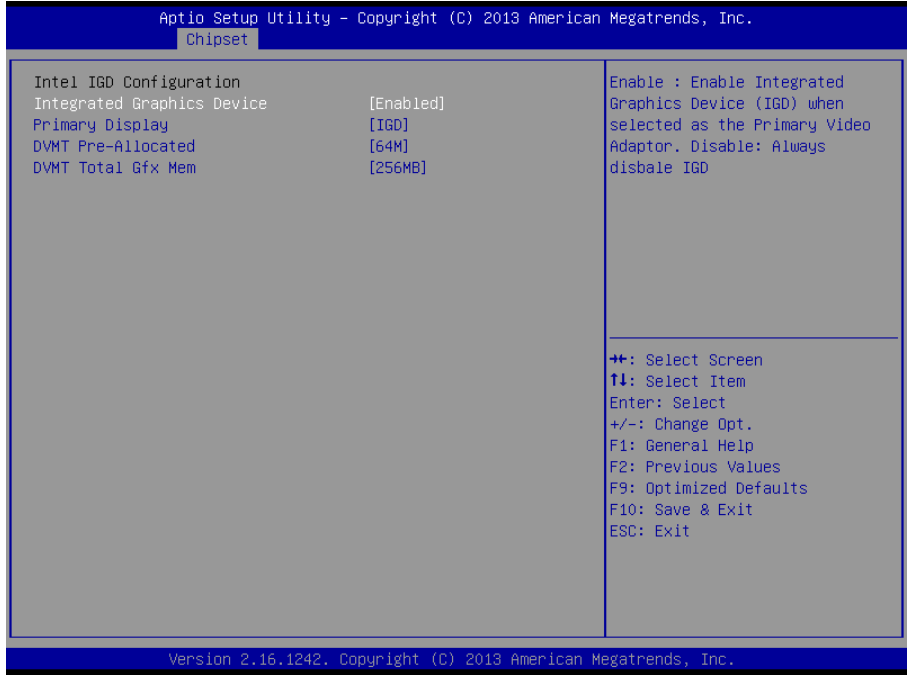 Aptio Setup Utility – Copyright (C) 2013 American Megatrends, Inc.
Chipset
Intel IGD Configuration
Integrated Graphics Device [Enabled]
Primary Display [IGD]
DVMT Pre-Allocated [64M]
DVMT Total Gfx Mem [256MB]
Enable : Enable Integrated
Graphics Device (IGD) when
selected as the Primary Video
Adaptor. Disable: Always
disbale IGD
→←: Select Screen
↑↓: Select Item
Enter: Select
+/-: Change Opt.
F1: General Help
F2: Previous Values
F9: Optimized Defaults
F10: Save & Exit
ESC: Exit
Version 2.16.1242. Copyright (C) 2013 American Megatrends, Inc.